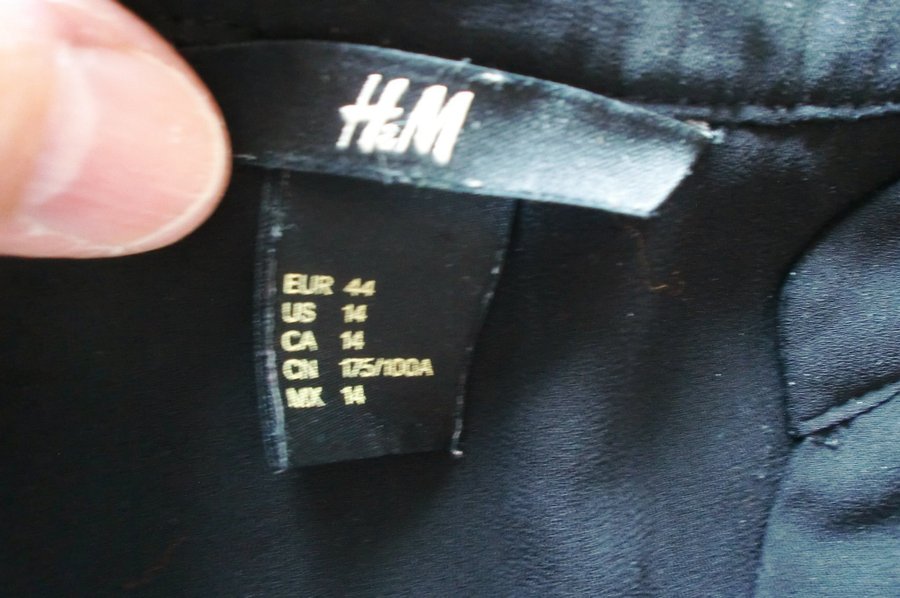 H&M
EUR 44
US 14
CA 14
CN 175/100A
MX 14